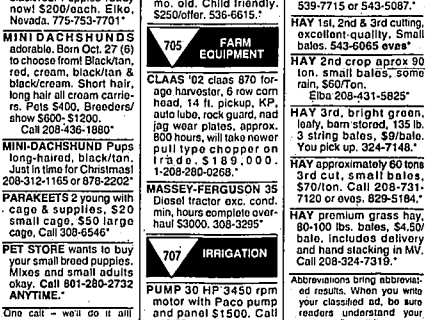 now! $200/each. Elko,
Nevada. 775-753-7701*
MINI DACHSHUNDS
adorable. Born Oct. 27 (6)
to choose from! Black/tan,
red, cream, black/tan &
black/cream. Short hair,
long hair all cream carrie-
rs. Pets $400, Breeders/
show $600- $1200.
Call 208-436-1880*
MINI-DACHSHUND Pups
long-haired, black/tan.
Just in time for Christmas!
208-312-1165 or 878-2202*
PARAKEETS 2 young with
cage & supplies, $20
small cage, $50 large
cage, Call 308-6546*
PET STORE wants to buy
your small breed puppies.
Mixes and small adults
okay. Call 801-280-2732
ANYTIME.*
One call – we'll do it all
mo. old. Child friendly.
$250/offer. 536-6615.*
705 FARM
EQUIPMENT
CLAAS '02 claas 870 for-
age harvestor, 6 row corn
head, 14 ft. pickup, KP,
auto lube, rock guard, nad
jag wear plates, approx.
800 hours, will take newer
pull type chopper on
trade. $189,000.
1-208-280-0268.*
MASSEY-FERGUSON 35
Diesel tractor exc. cond.
min, hours complete over-
haul $3000. 308-3295*
707 IRRIGATION
PUMP 30 HP 3450 rpm
motor with Paco pump
and panel $1500. Call
539-7715 or 543-5087.*
HAY 1st, 2nd & 3rd cutting,
excellent-quality. Small
bales. 543-6065 eves*
HAY 2nd crop aprox 90
ton. small bales, some
rain, $60/Ton.
Elba 208-431-5825*
HAY 3rd, bright green,
leafy, barn stored, 135 lb.
3 string bales, $9/bale.
You pick up. 324-7148.*
HAY approximately 60 tons
3rd cut, small bales,
$70/ton. Call 208-731-
7120 or eves. 829-5184.*
HAY premium grass hay,
80-100 lbs. bales, $4.50/
bale. includes delivery
and hand stacking in MV.
Call 208-324-7319.*
Abbreviations bring abbreviat-
ed results. When you write
your classified ad, be sure
readers understand your